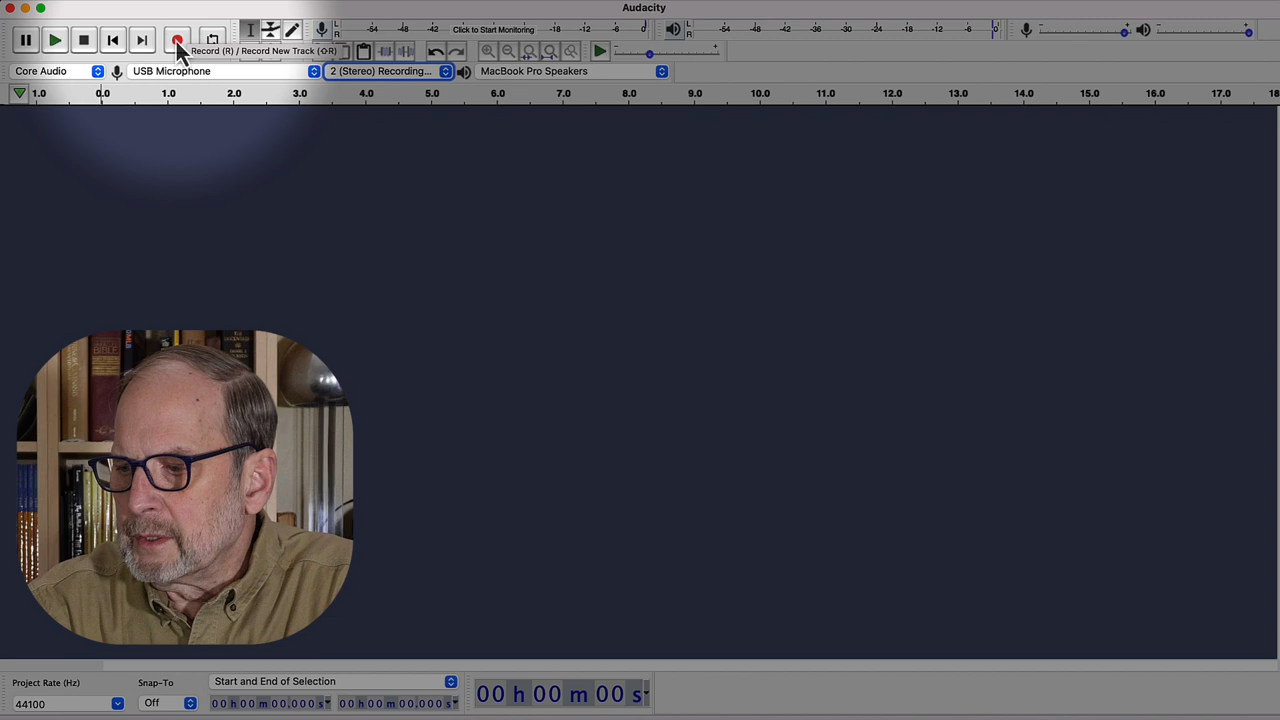 Audacity
L
R
-54 -48 -42 Click to Start Monitoring -18 -12 -6 0
L
R
-54 -48 -42 -36 -30 -24 -18 -12 -6 0
Record (R) / Record New Track (⇧R)
Core Audio
USB Microphone
2 (Stereo) Recording...
MacBook Pro Speakers
1.0 0.0 1.0 2.0 3.0 4.0 5.0 6.0 7.0 8.0 9.0 10.0 11.0 12.0 13.0 14.0 15.0 16.0 17.0 18
BIBLE
Project Rate (Hz)
Snap-To
Start and End of Selection
44100
Off
00 h 00 m 00.000 s
00 h 00 m 00.000 s
00 h 00 m 00 s